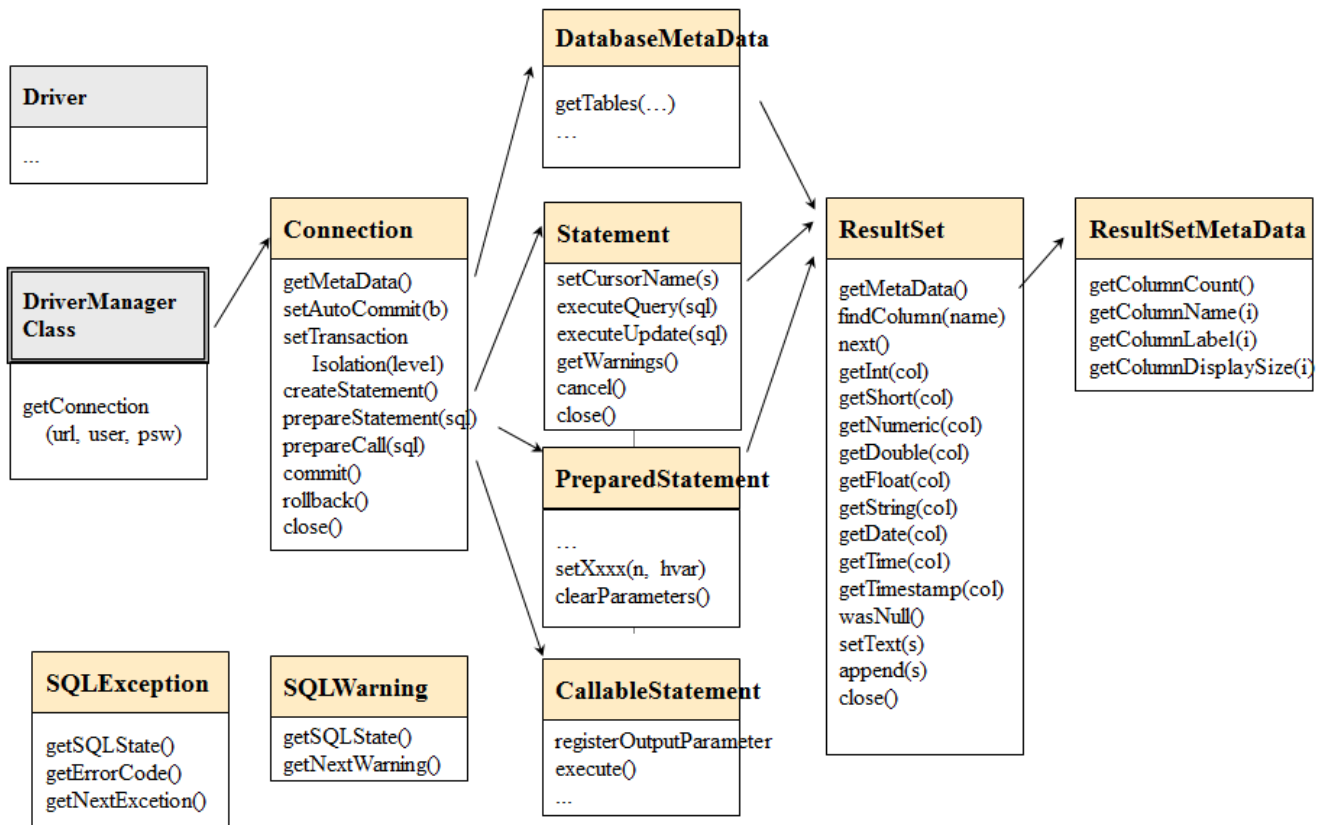 Driver
...
DriverManager
Class
getConnection
(url, user, psw)
Connection
getMetaData()
setAutoCommit(b)
setTransaction
Isolation(level)
createStatement()
prepareStatement(sql)
prepareCall(sql)
commit()
rollback()
close()
DatabaseMetaData
getTables(…)
…
Statement
setCursorName(s)
executeQuery(sql)
executeUpdate(sql)
getWarnings()
cancel()
close()
PreparedStatement
…
setXxxx(n, hvar)
clearParameters()
CallableStatement
registerOutputParameter
execute()
...
ResultSet
getMetaData()
findColumn(name)
next()
getInt(col)
getShort(col)
getNumeric(col)
getDouble(col)
getFloat(col)
getString(col)
getDate(col)
getTime(col)
getTimestamp(col)
wasNull()
setText(s)
append(s)
close()
ResultSetMetaData
getColumnCount()
getColumnName(i)
getColumnLabel(i)
getColumnDisplaySize(i)
SQLException
getSQLState()
getErrorCode()
getNextExcetion()
SQLWarning
getSQLState()
getNextWarning()